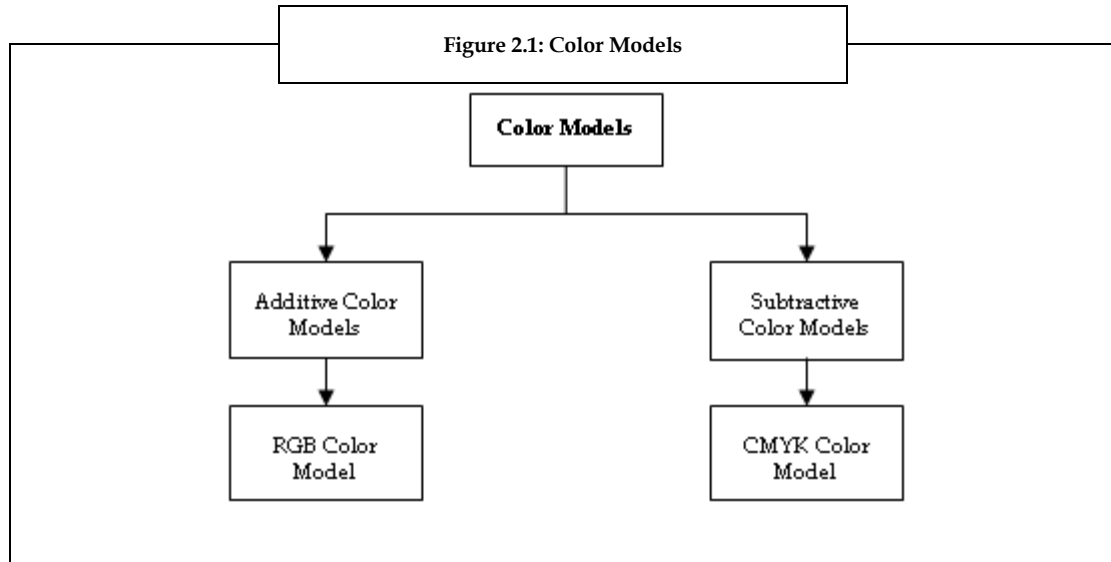 Figure 2.1: Color Models
Color Models
Additive Color
Models
Subtractive
Color Models
RGB Color
Model
CMYK Color
Model